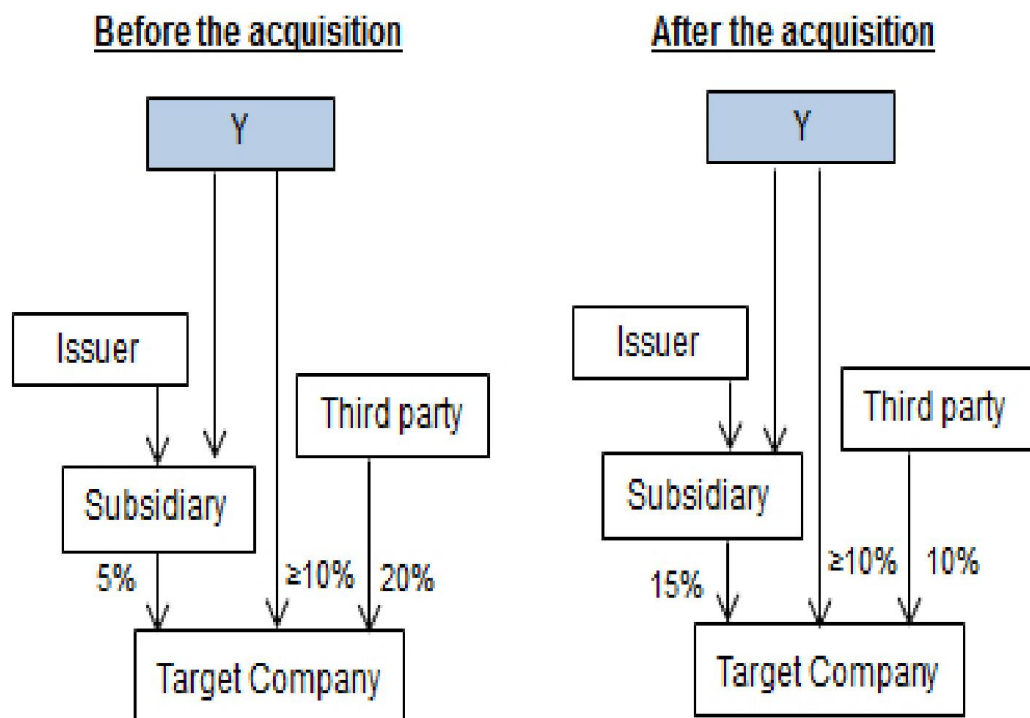 Before the acquisition
Y
Issuer
Third party
Subsidiary
5%
≥10%
20%
Target Company
After the acquisition
Y
Issuer
Third party
Subsidiary
15%
≥10%
10%
Target Company